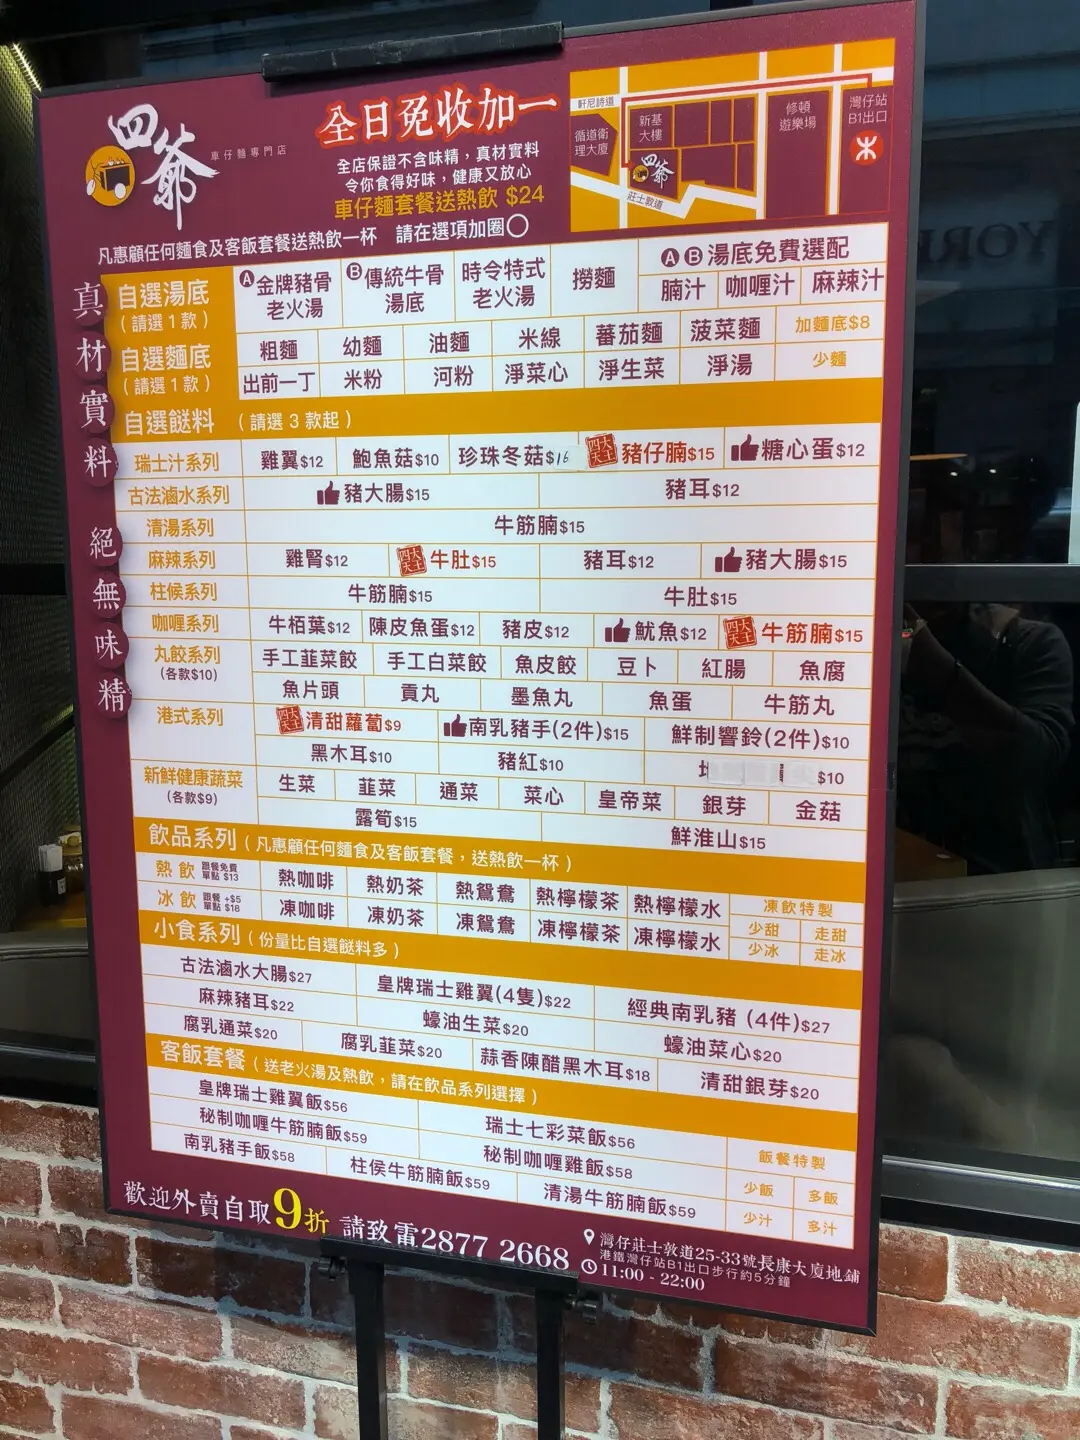 四爺
車仔麵專門店
全日免收加一
全店保證不含味精，真材實料
令你食得好味，健康又放心
車仔麵套餐送熱飲 $24
凡惠顧任何麵食及客飯套餐送熱飲一杯　請在選項加圈○
軒尼詩道
循道衛理大廈
新基大樓
修頓遊樂場
灣仔站B1出口
四爺
莊士敦道
真材實料 絕無味精
自選湯底（請選1款）
Ⓐ金牌豬骨老火湯 Ⓑ傳統牛骨湯底 時令特式老火湯 撈麵
ⒶⒷ湯底免費選配
腩汁 咖喱汁 麻辣汁
自選麵底（請選1款）
粗麵 幼麵 油麵 米線 蕃茄麵 菠菜麵 加麵底$8
出前一丁 米粉 河粉 淨菜心 淨生菜 淨湯 少麵
自選餸料（請選3款起）
瑞士汁系列 雞翼$12 鮑魚菇$10 珍珠冬菇$16 四大天王 豬仔腩$15 糖心蛋$12
古法滷水系列 豬大腸$15 豬耳$12
清湯系列 牛筋腩$15
麻辣系列 雞腎$12 四大天王 牛肚$15 豬耳$12 豬大腸$15
柱候系列 牛筋腩$15 牛肚$15
咖喱系列 牛栢葉$12 陳皮魚蛋$12 豬皮$12 魷魚$12 四大天王 牛筋腩$15
丸餃系列（各款$10） 手工韮菜餃 手工白菜餃 魚皮餃 豆卜 紅腸 魚腐
魚片頭 貢丸 墨魚丸 魚蛋 牛筋丸
港式系列 四大天王 清甜蘿蔔$9 南乳豬手(2件)$15 鮮制響鈴(2件)$10
黑木耳$10 豬紅$10 $10
新鮮健康蔬菜（各款$9） 生菜 韮菜 通菜 菜心 皇帝菜 銀芽 金菇
露筍$15 鮮淮山$15
飲品系列（凡惠顧任何麵食及客飯套餐，送熱飲一杯）
熱飲 跟餐免費 單點$13 熱咖啡 熱奶茶 熱鴛鴦 熱檸檬茶 熱檸檬水 凍飲特製
冰飲 跟餐+$5 單點$18 凍咖啡 凍奶茶 凍鴛鴦 凍檸檬茶 凍檸檬水 少甜 走甜
少冰 走冰
小食系列（份量比自選餸料多）
古法滷水大腸$27 皇牌瑞士雞翼(4隻)$22 經典南乳豬 (4件)$27
麻辣豬耳$22 蠔油生菜$20 蠔油菜心$20
腐乳通菜$20 腐乳韮菜$20 蒜香陳醋黑木耳$18 清甜銀芽$20
客飯套餐（送老火湯及熱飲，請在飲品系列選擇）
皇牌瑞士雞翼飯$56 瑞士七彩菜飯$56 飯餐特製
秘制咖喱牛筋腩飯$59 秘制咖喱雞飯$58 少飯 多飯
南乳豬手飯$58 柱侯牛筋腩飯$59 清湯牛筋腩飯$59 少汁 多汁
歡迎外賣自取9折 請致電2877 2668
灣仔莊士敦道25-33號長康大廈地舖
港鐵灣仔站B1出口步行約5分鐘
11:00 - 22:00